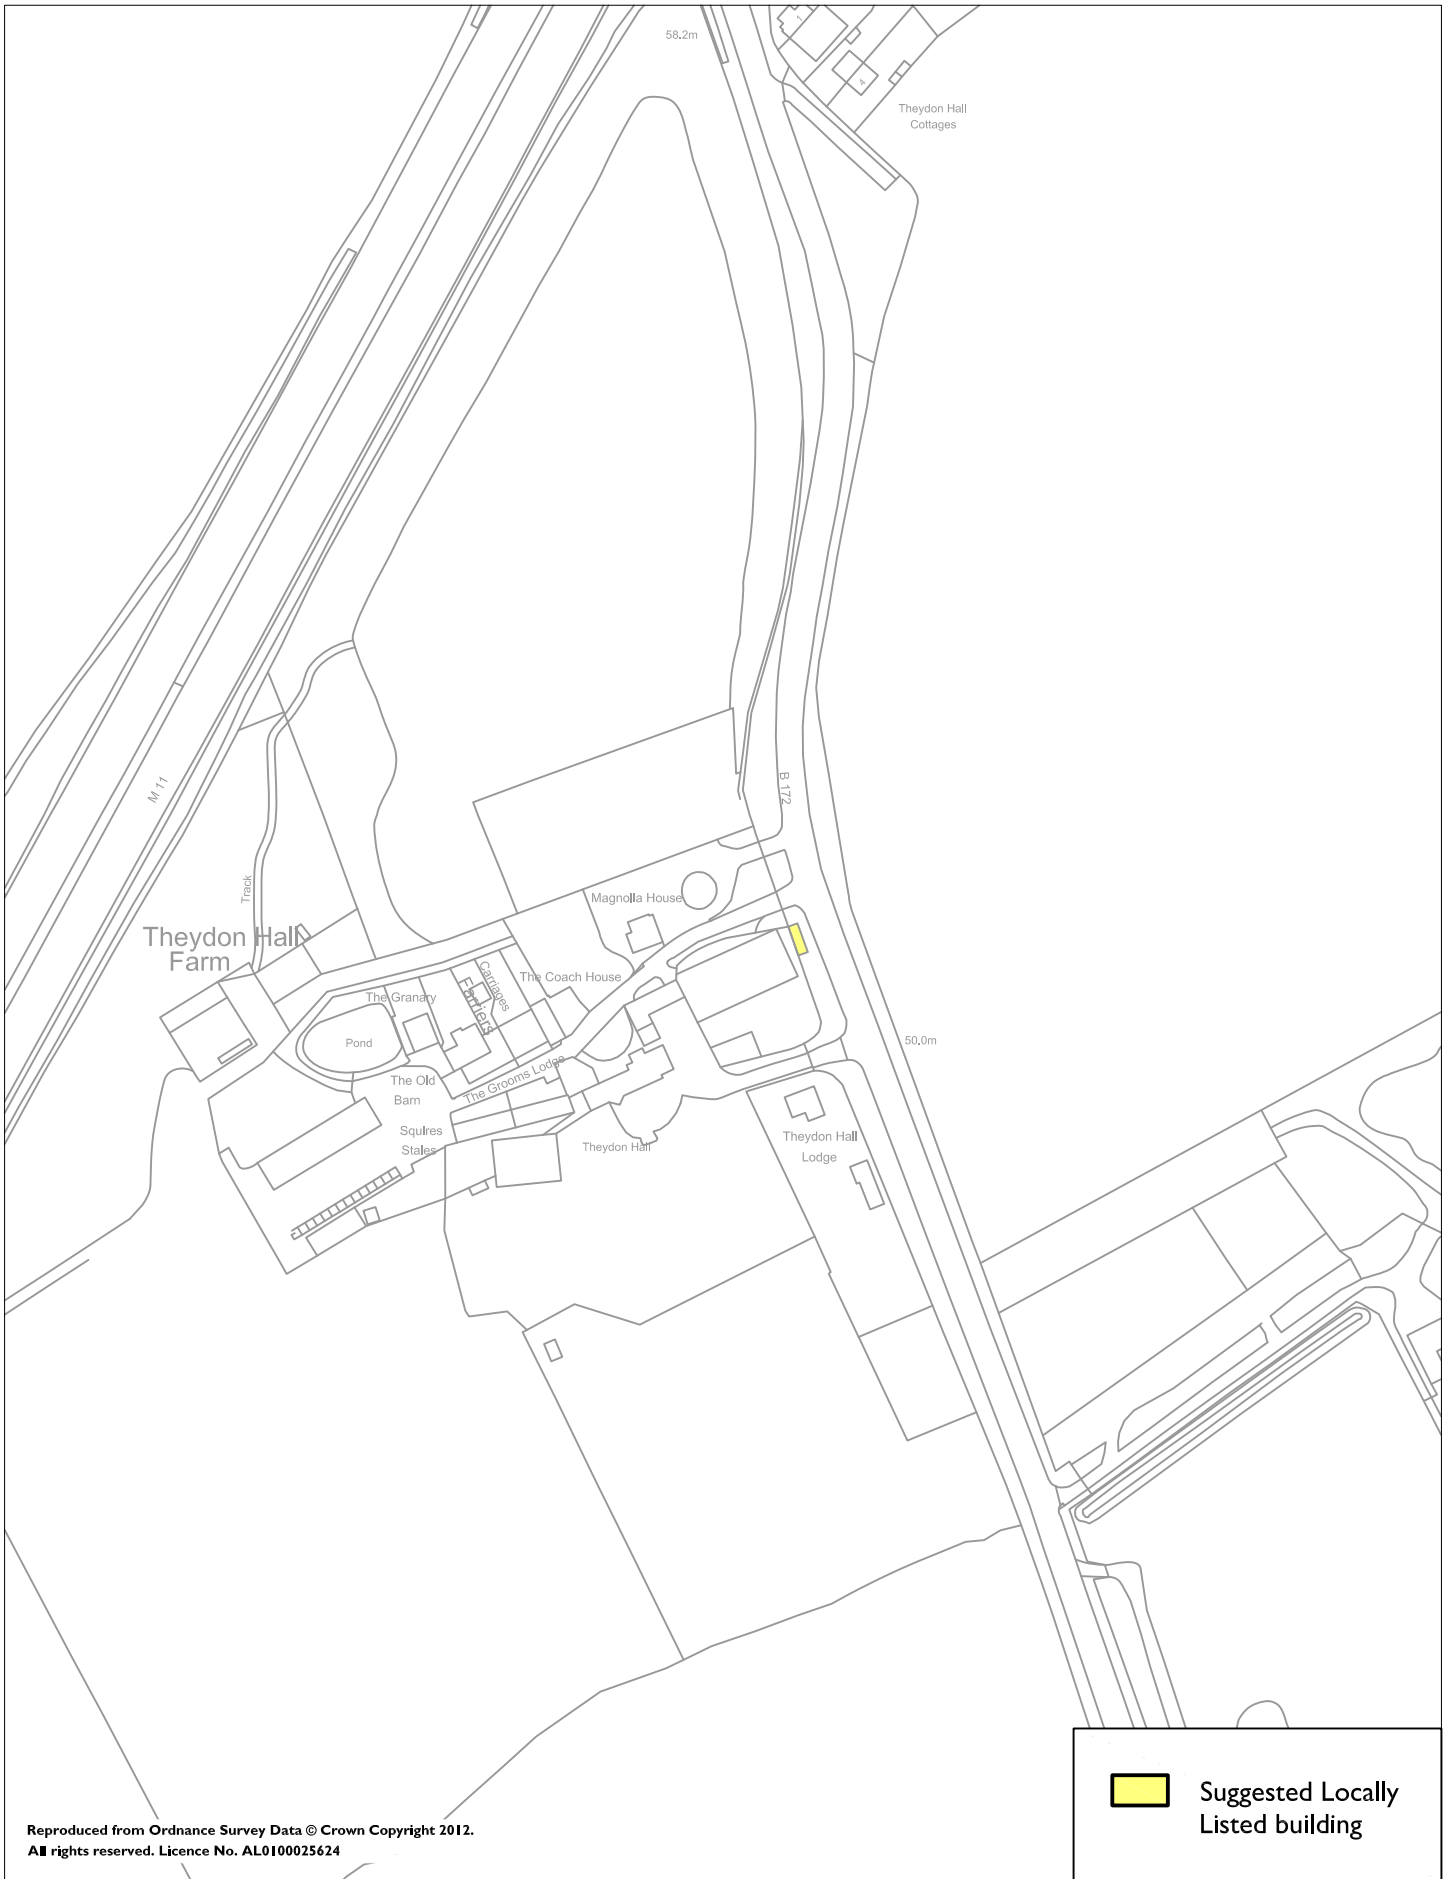 58.2m
1
4
Theydon Hall
Cottages
M 11
B 172
Track
Magnolia House
Theydon Hall
Farm
The Coach House
Carriages
Farriers
The Granary
Pond
50.0m
The Grooms Lodge
The Old
Barn
Squires
Stales
Theydon Hall
Theydon Hall
Lodge
Suggested Locally
Listed building
Reproduced from Ordnance Survey Data © Crown Copyright 2012.
All rights reserved. Licence No. AL0100025624